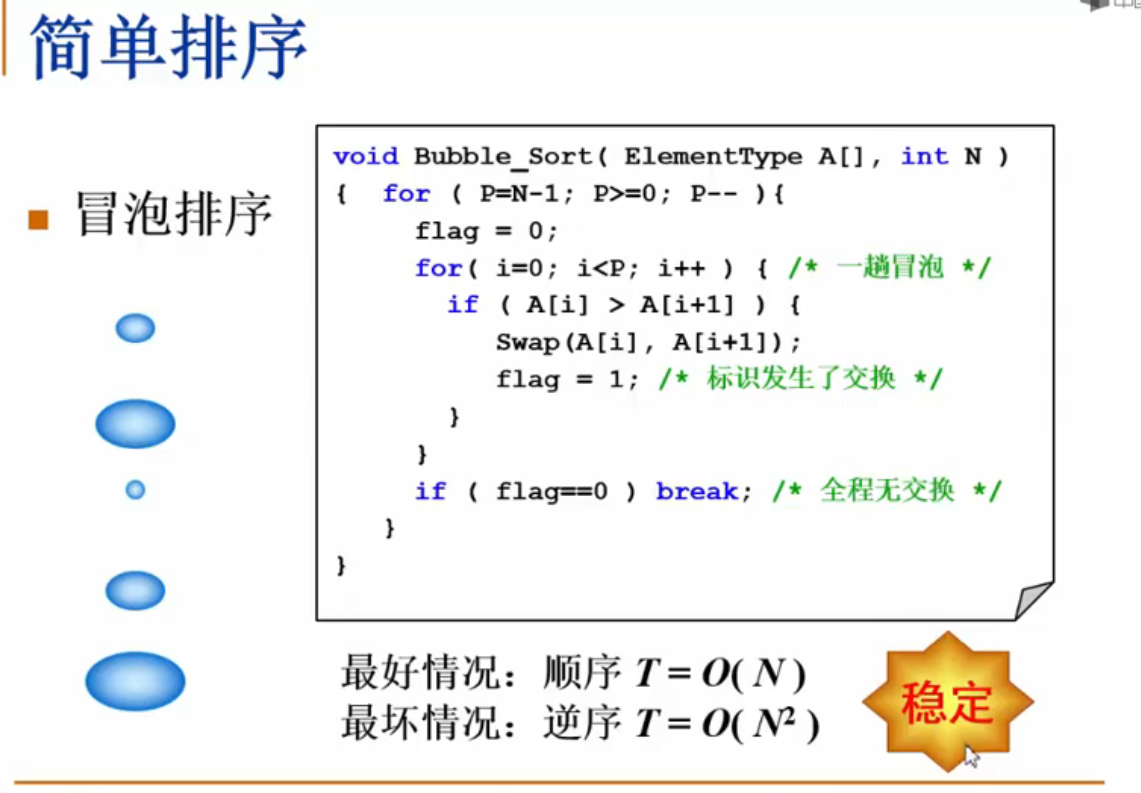 简单排序
冒泡排序
void Bubble_Sort( ElementType A[], int N )
{  for ( P=N-1; P>=0; P-- ){
flag = 0;
for( i=0; i<P; i++ ) { /* 一趟冒泡 */
if ( A[i] > A[i+1] ) {
Swap(A[i], A[i+1]);
flag = 1; /* 标识发生了交换 */
}
}
if ( flag==0 ) break; /* 全程无交换 */
}
}
最好情况：顺序 T = O( N )
最坏情况：逆序 T = O( N² )
稳定